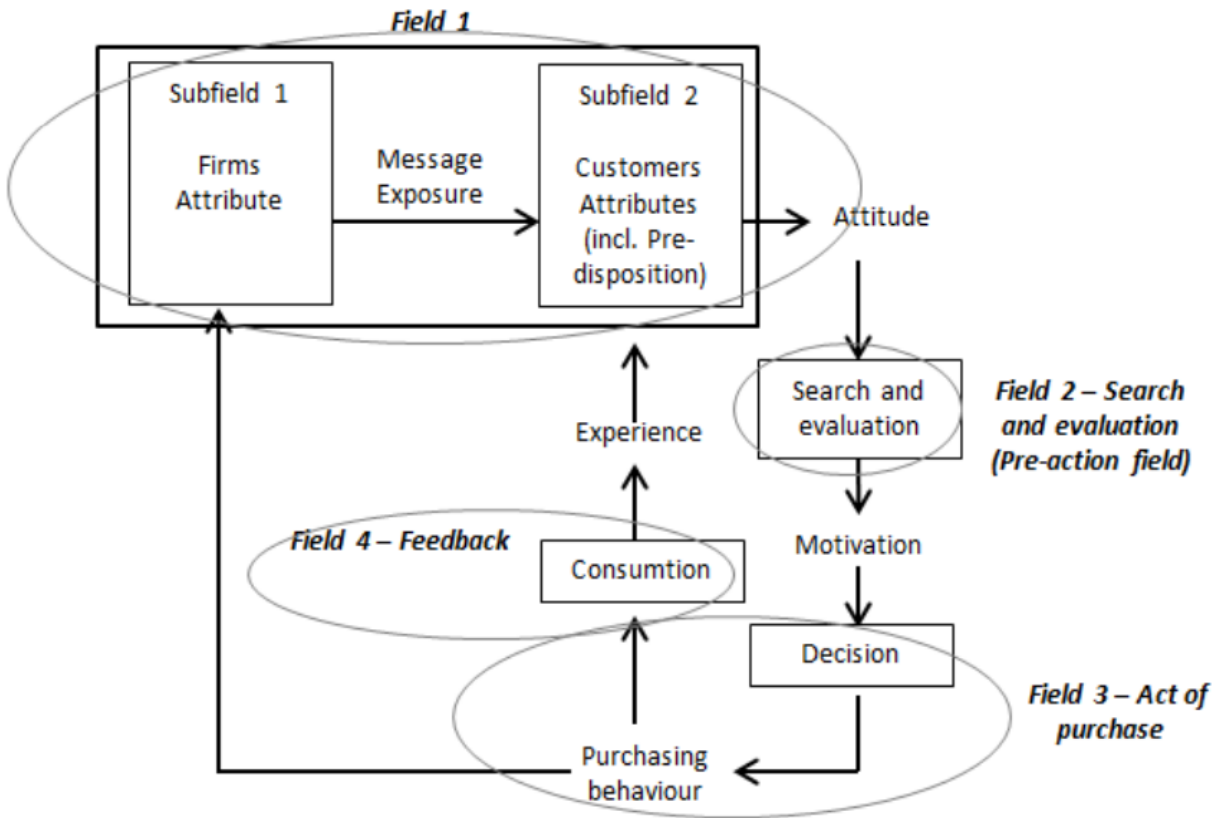 Field 1
Subfield 1
Firms
Attribute
Message
Exposure
Subfield 2
Customers
Attributes
(incl. Pre-
disposition)
Attitude
Search and
evaluation
Field 2 – Search
and evaluation
(Pre-action field)
Experience
Motivation
Field 4 – Feedback
Consumtion
Decision
Field 3 – Act of
purchase
Purchasing
behaviour